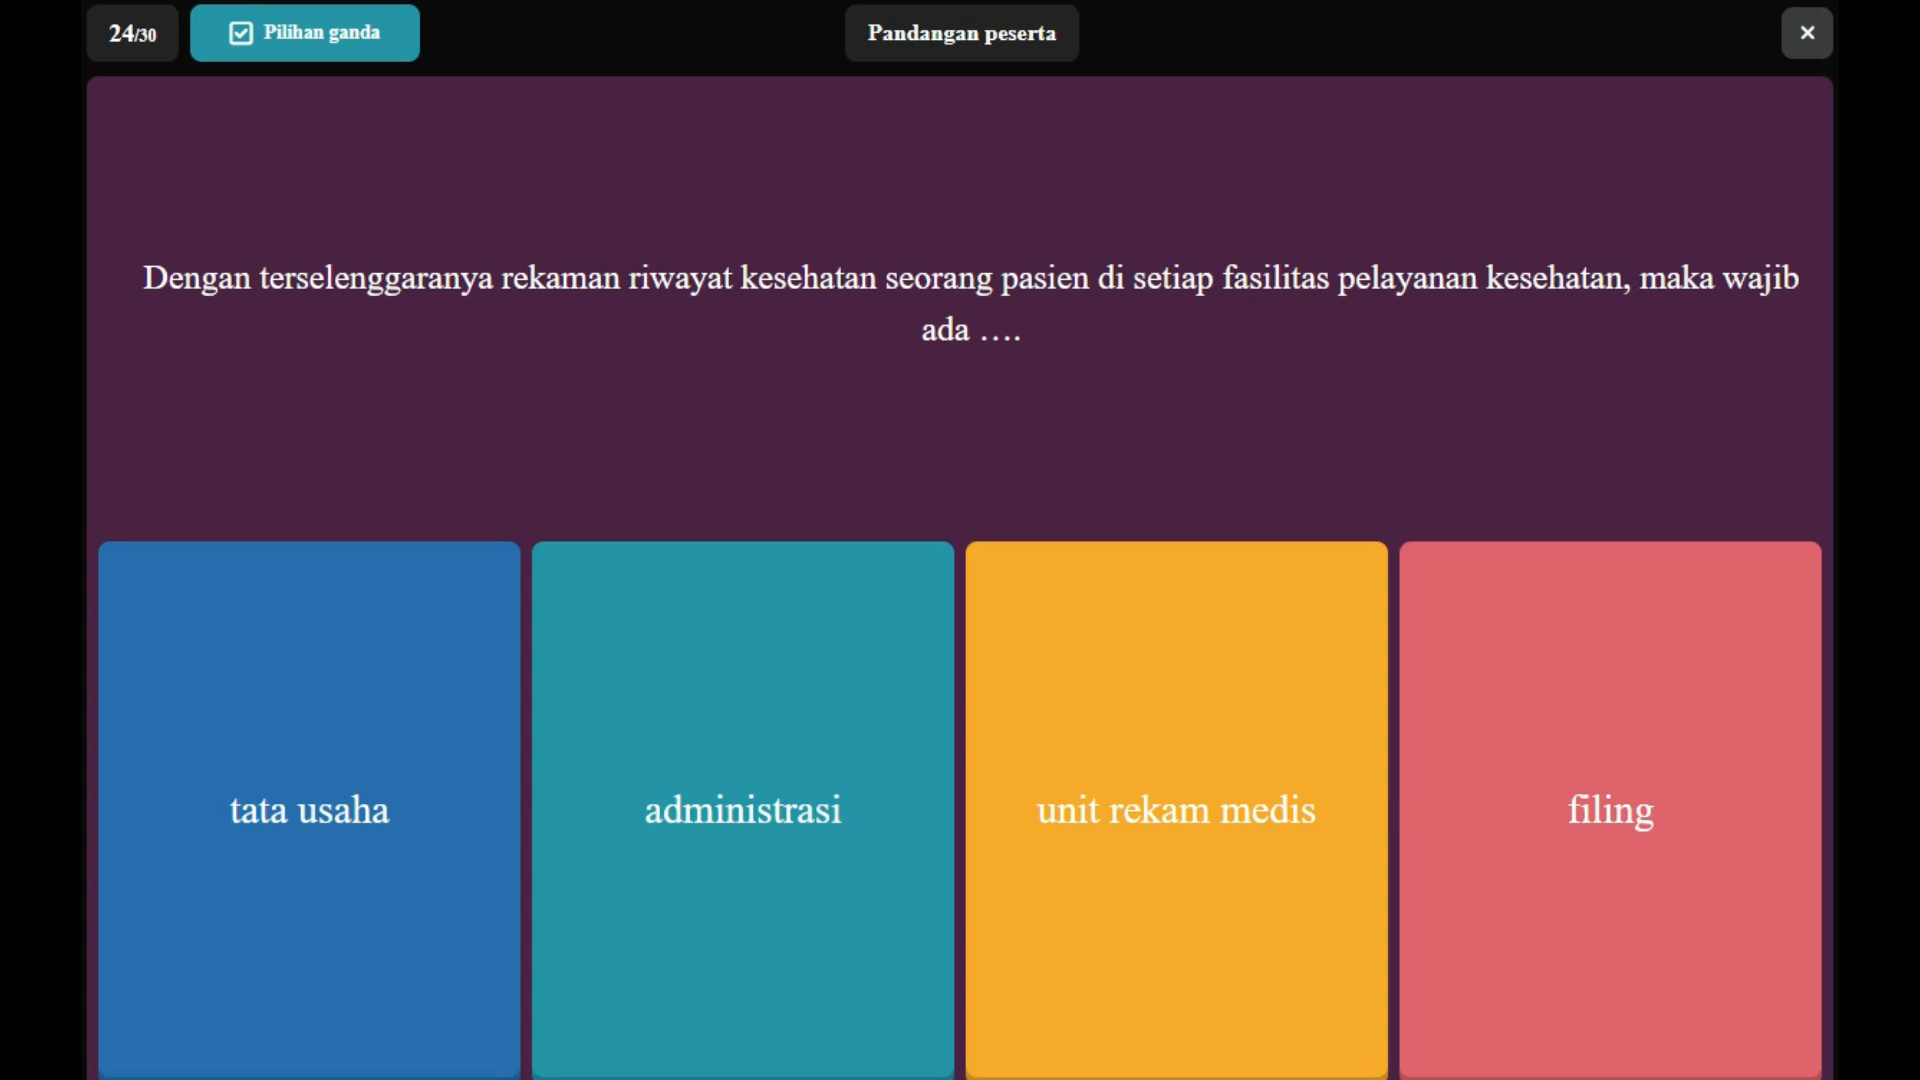 24/30
Pilihan ganda
Pandangan peserta
×
Dengan terselenggaranya rekaman riwayat kesehatan seorang pasien di setiap fasilitas pelayanan kesehatan, maka wajib
ada ….
tata usaha
administrasi
unit rekam medis
filing